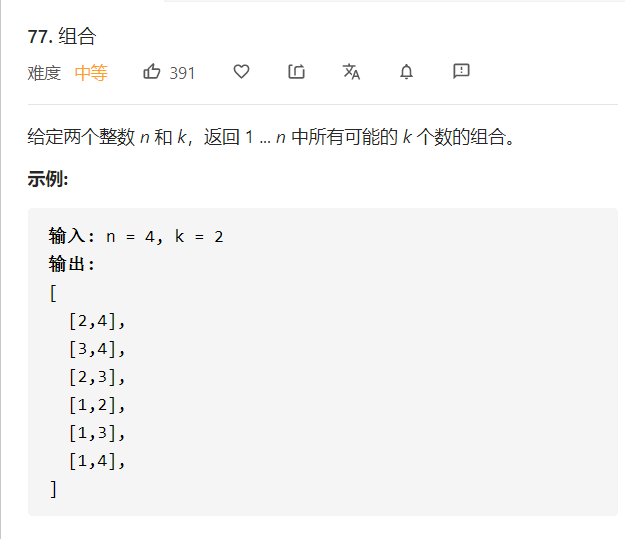 77. 组合
难度 中等 391
给定两个整数 n 和 k，返回 1 ... n 中所有可能的 k 个数的组合。
示例:
输入: n = 4, k = 2
输出:
[
  [2,4],
  [3,4],
  [2,3],
  [1,2],
  [1,3],
  [1,4],
]